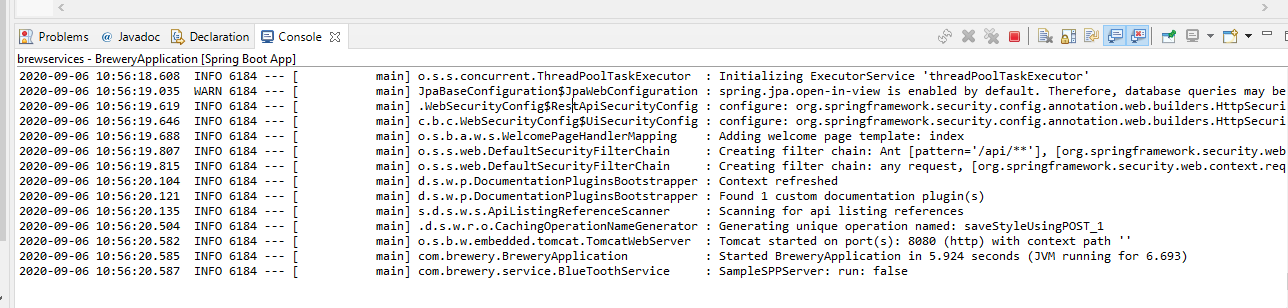 Problems @ Javadoc Declaration Console
brewservices - BreweryApplication [Spring Boot App]
2020-09-06 10:56:18.608 INFO 6184 --- [ main] o.s.s.concurrent.ThreadPoolTaskExecutor : Initializing ExecutorService 'threadPoolTaskExecutor'
2020-09-06 10:56:19.035 WARN 6184 --- [ main] JpaBaseConfiguration$JpaWebConfiguration : spring.jpa.open-in-view is enabled by default. Therefore, database queries may be
2020-09-06 10:56:19.619 INFO 6184 --- [ main] .WebSecurityConfig$RestApiSecurityConfig : configure: org.springframework.security.config.annotation.web.builders.HttpSecuri
2020-09-06 10:56:19.646 INFO 6184 --- [ main] c.b.c.WebSecurityConfig$UiSecurityConfig : configure: org.springframework.security.config.annotation.web.builders.HttpSecuri
2020-09-06 10:56:19.688 INFO 6184 --- [ main] o.s.b.a.w.s.WelcomePageHandlerMapping : Adding welcome page template: index
2020-09-06 10:56:19.807 INFO 6184 --- [ main] o.s.s.web.DefaultSecurityFilterChain : Creating filter chain: Ant [pattern='/api/**'], [org.springframework.security.web
2020-09-06 10:56:19.815 INFO 6184 --- [ main] o.s.s.web.DefaultSecurityFilterChain : Creating filter chain: any request, [org.springframework.security.web.context.req
2020-09-06 10:56:20.104 INFO 6184 --- [ main] d.s.w.p.DocumentationPluginsBootstrapper : Context refreshed
2020-09-06 10:56:20.121 INFO 6184 --- [ main] d.s.w.p.DocumentationPluginsBootstrapper : Found 1 custom documentation plugin(s)
2020-09-06 10:56:20.135 INFO 6184 --- [ main] s.d.s.w.s.ApiListingReferenceScanner : Scanning for api listing references
2020-09-06 10:56:20.504 INFO 6184 --- [ main] .d.s.w.r.o.CachingOperationNameGenerator : Generating unique operation named: saveStyleUsingPOST_1
2020-09-06 10:56:20.582 INFO 6184 --- [ main] o.s.b.w.embedded.tomcat.TomcatWebServer : Tomcat started on port(s): 8080 (http) with context path ''
2020-09-06 10:56:20.585 INFO 6184 --- [ main] com.brewery.BreweryApplication : Started BreweryApplication in 5.924 seconds (JVM running for 6.693)
2020-09-06 10:56:20.587 INFO 6184 --- [ main] com.brewery.service.BlueToothService : SampleSPPServer: run: false